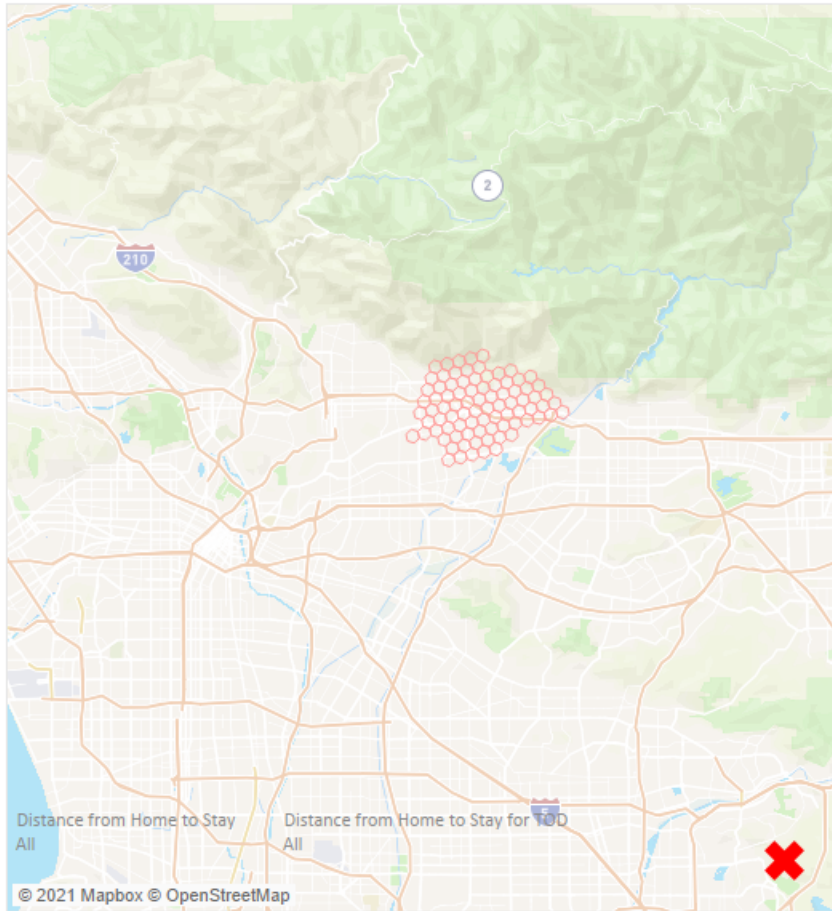 2
210
5
Distance from Home to Stay
All
Distance from Home to Stay for TOD
All
© 2021 Mapbox © OpenStreetMap